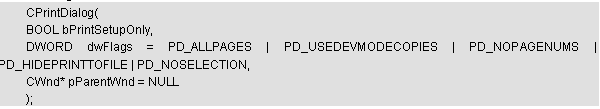 CPrintDialog(
BOOL bPrintSetupOnly,
DWORD dwFlags = PD_ALLPAGES | PD_USEDEVMODECOPIES | PD_NOPAGENUMS |
PD_HIDEPRINTTOFILE | PD_NOSELECTION,
CWnd* pParentWnd = NULL
);